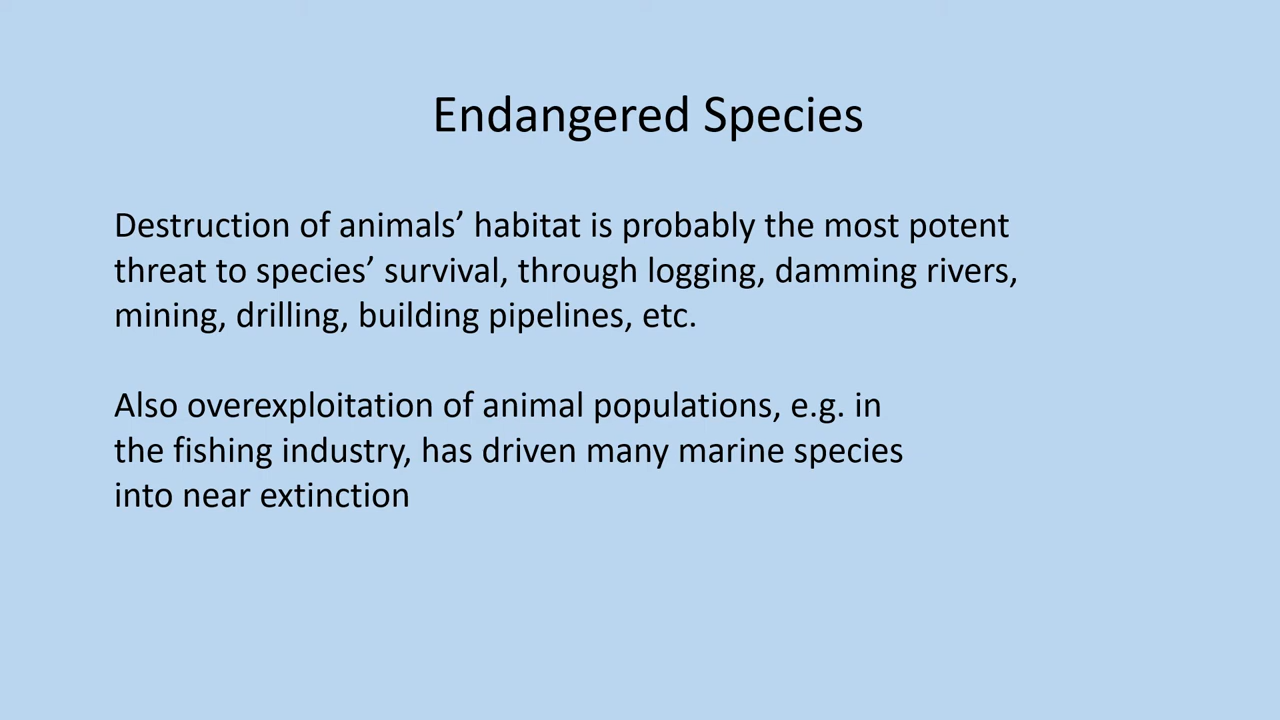 Endangered Species
Destruction of animals’ habitat is probably the most potent
threat to species’ survival, through logging, damming rivers,
mining, drilling, building pipelines, etc.
Also overexploitation of animal populations, e.g. in
the fishing industry, has driven many marine species
into near extinction